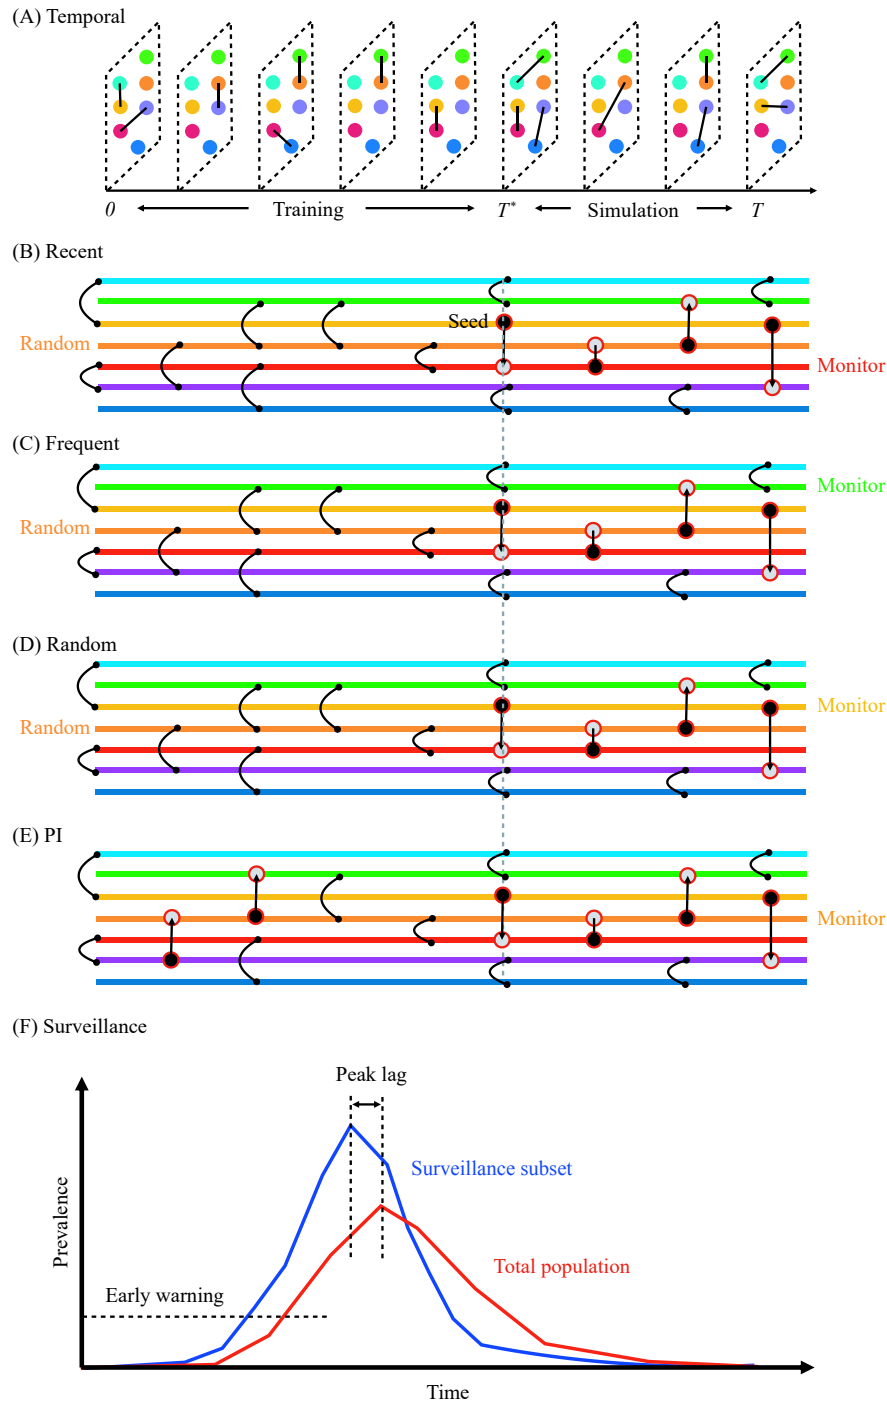 (A) Temporal
0
Training
T*
Simulation
T
(B) Recent
Seed
Random
Monitor
(C) Frequent
Monitor
Random
(D) Random
Monitor
Random
(E) PI
Monitor
(F) Surveillance
Peak lag
Surveillance subset
Prevalence
Total population
Early warning
Time